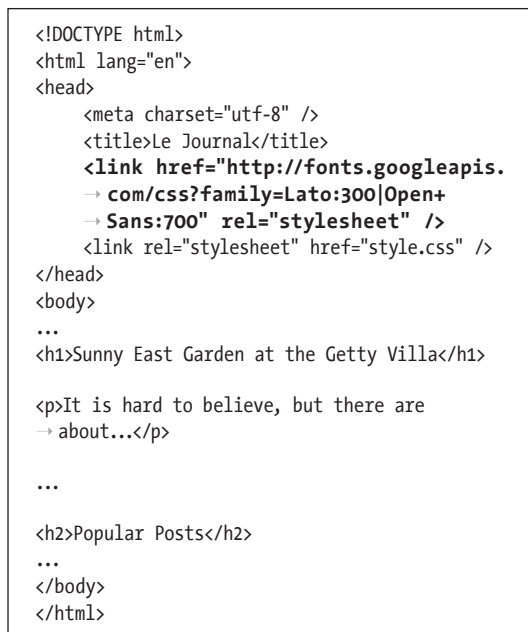 <!DOCTYPE html>
<html lang="en">
<head>
<meta charset="utf-8" />
<title>Le Journal</title>
<link href="http://fonts.googleapis.
→ com/css?family=Lato:300|Open+
→ Sans:700" rel="stylesheet" />
<link rel="stylesheet" href="style.css" />
</head>
<body>
...
<h1>Sunny East Garden at the Getty Villa</h1>
<p>It is hard to believe, but there are
→ about...</p>
...
<h2>Popular Posts</h2>
...
</body>
</html>